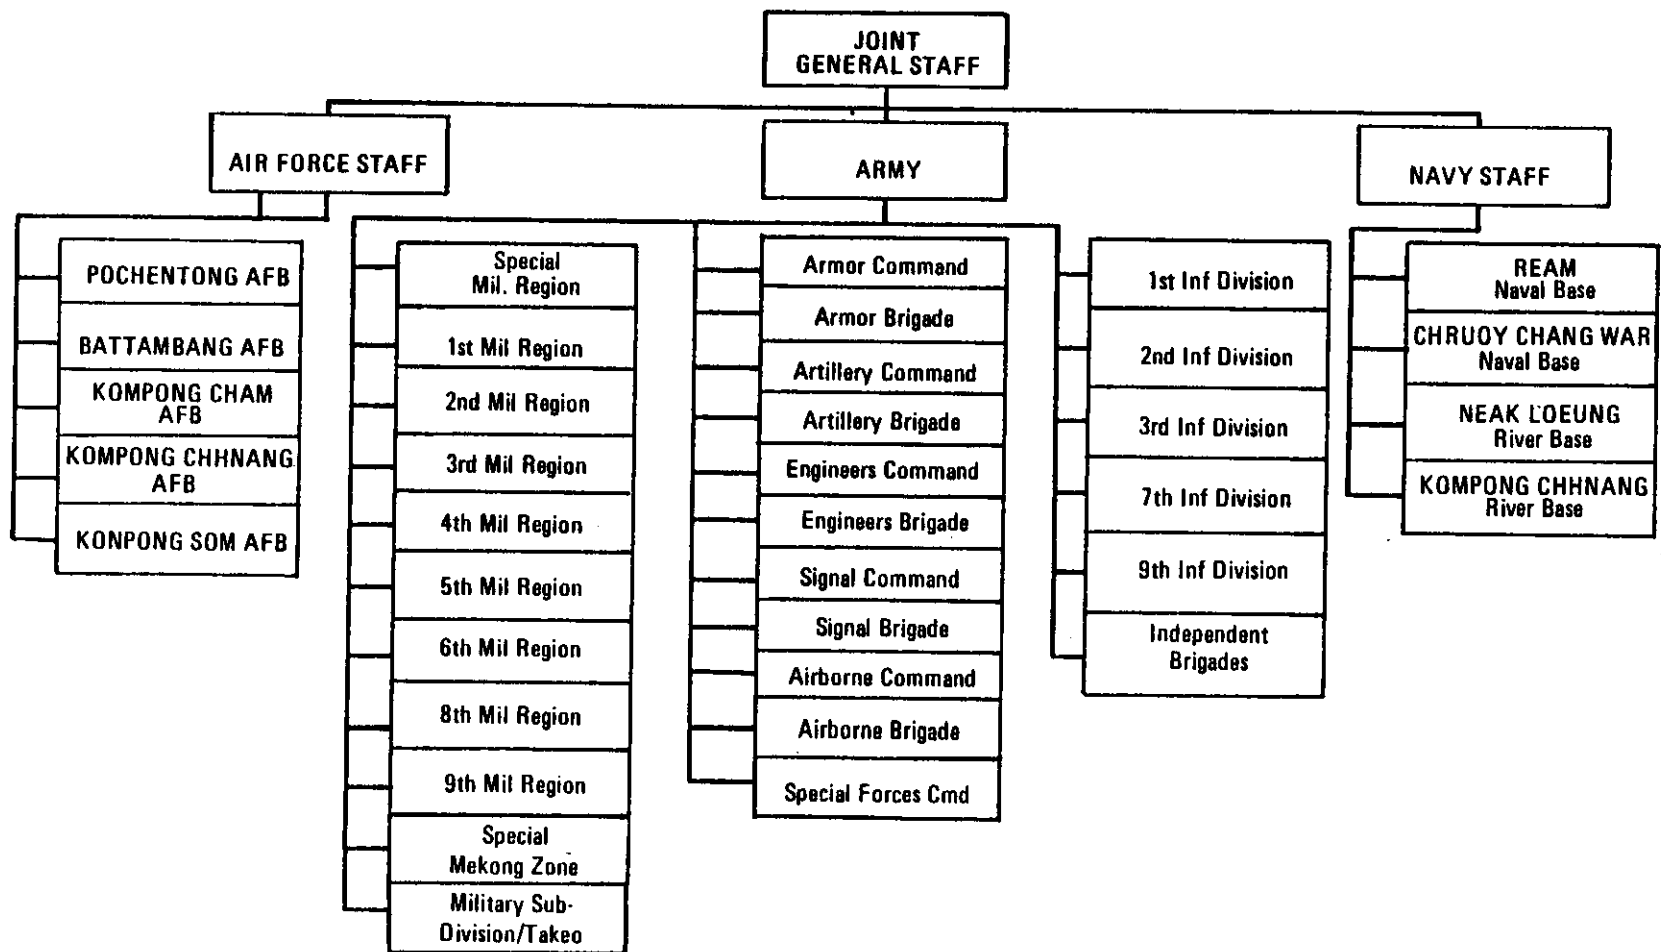 JOINT
GENERAL STAFF
AIR FORCE STAFF
ARMY
NAVY STAFF
POCHENTONG AFB
BATTAMBANG AFB
KOMPONG CHAM
AFB
KOMPONG CHHNANG
AFB
KONPONG SOM AFB
Special
Mil. Region
1st Mil Region
2nd Mil Region
3rd Mil Region
4th Mil Region
5th Mil Region
6th Mil Region
8th Mil Region
9th Mil Region
Special
Mekong Zone
Military Sub-
Division/Takeo
Armor Command
Armor Brigade
Artillery Command
Artillery Brigade
Engineers Command
Engineers Brigade
Signal Command
Signal Brigade
Airborne Command
Airborne Brigade
Special Forces Cmd
1st Inf Division
2nd Inf Division
3rd Inf Division
7th Inf Division
9th Inf Division
Independent
Brigades
REAM
Naval Base
CHRUOY CHANG WAR
Naval Base
NEAK LOEUNG
River Base
KOMPONG CHHNANG
River Base